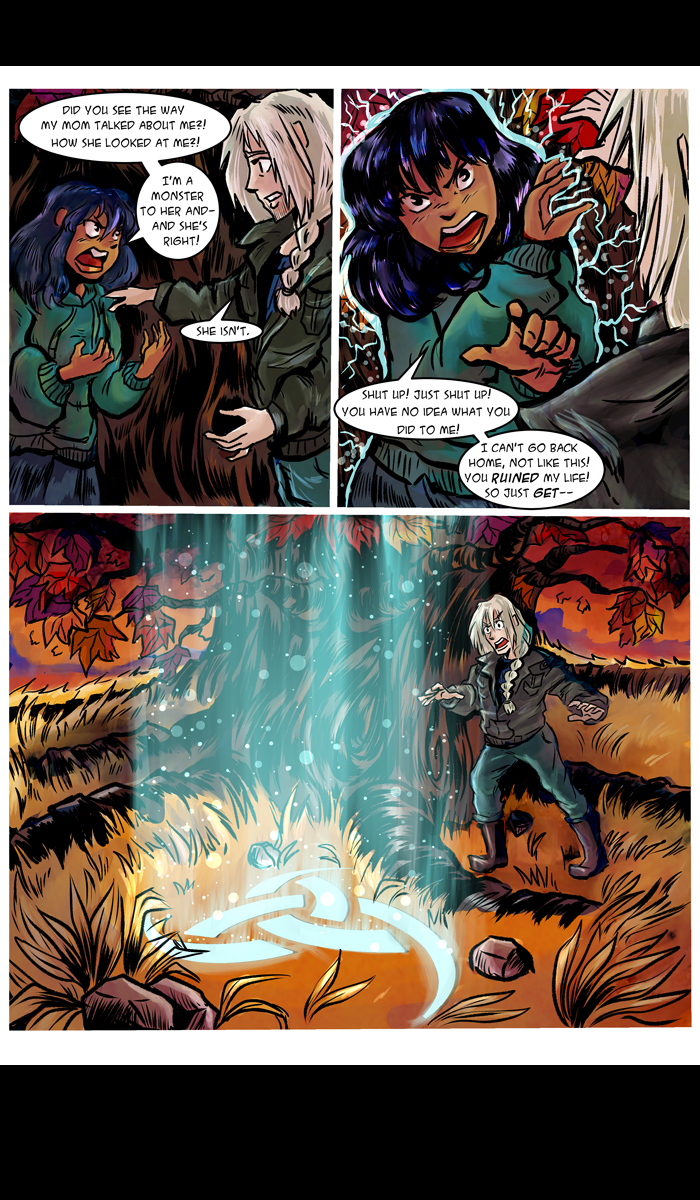 DID YOU SEE THE WAY
MY MOM TALKED ABOUT ME?!
HOW SHE LOOKED AT ME?!
I'M A
MONSTER
TO HER AND-
AND SHE'S
RIGHT!
SHE ISN'T.
SHUT UP! JUST SHUT UP!
YOU HAVE NO IDEA WHAT YOU
DID TO ME!
I CAN'T GO BACK
HOME, NOT LIKE THIS!
YOU RUINED MY LIFE!
SO JUST GET--